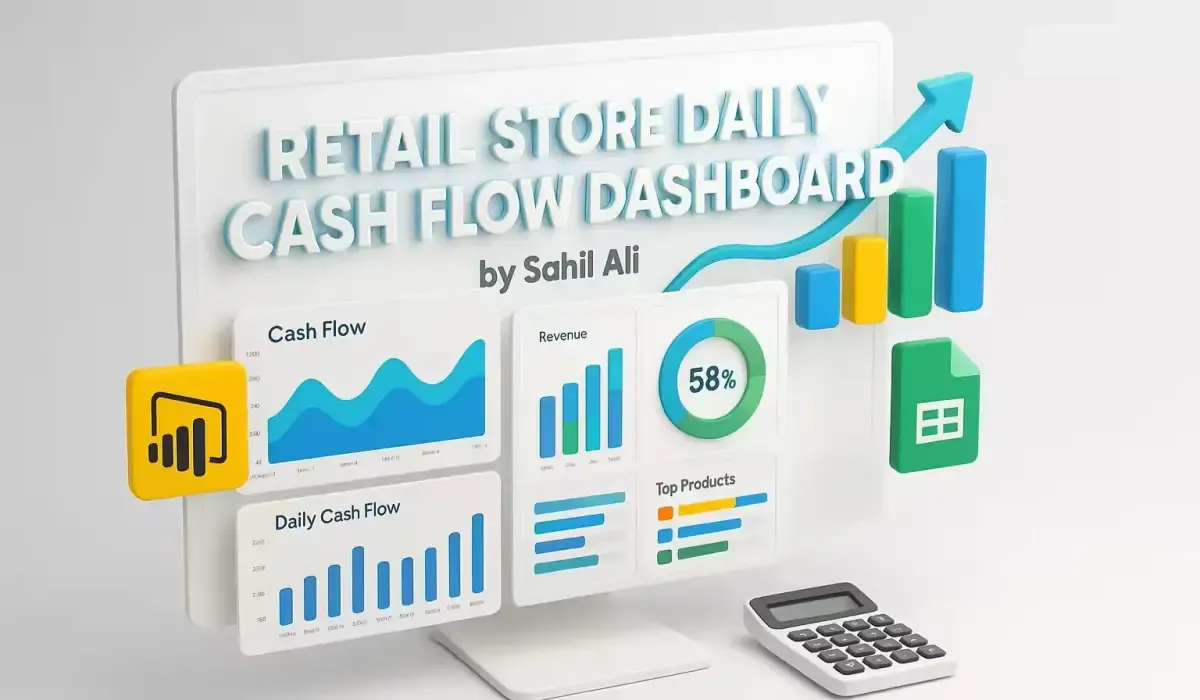 RETAIL STORE DAILY
CASH FLOW DASHBOARD
by Sahil Ali
Cash Flow
Revenue
58%
Daily Cash Flow
Top Products